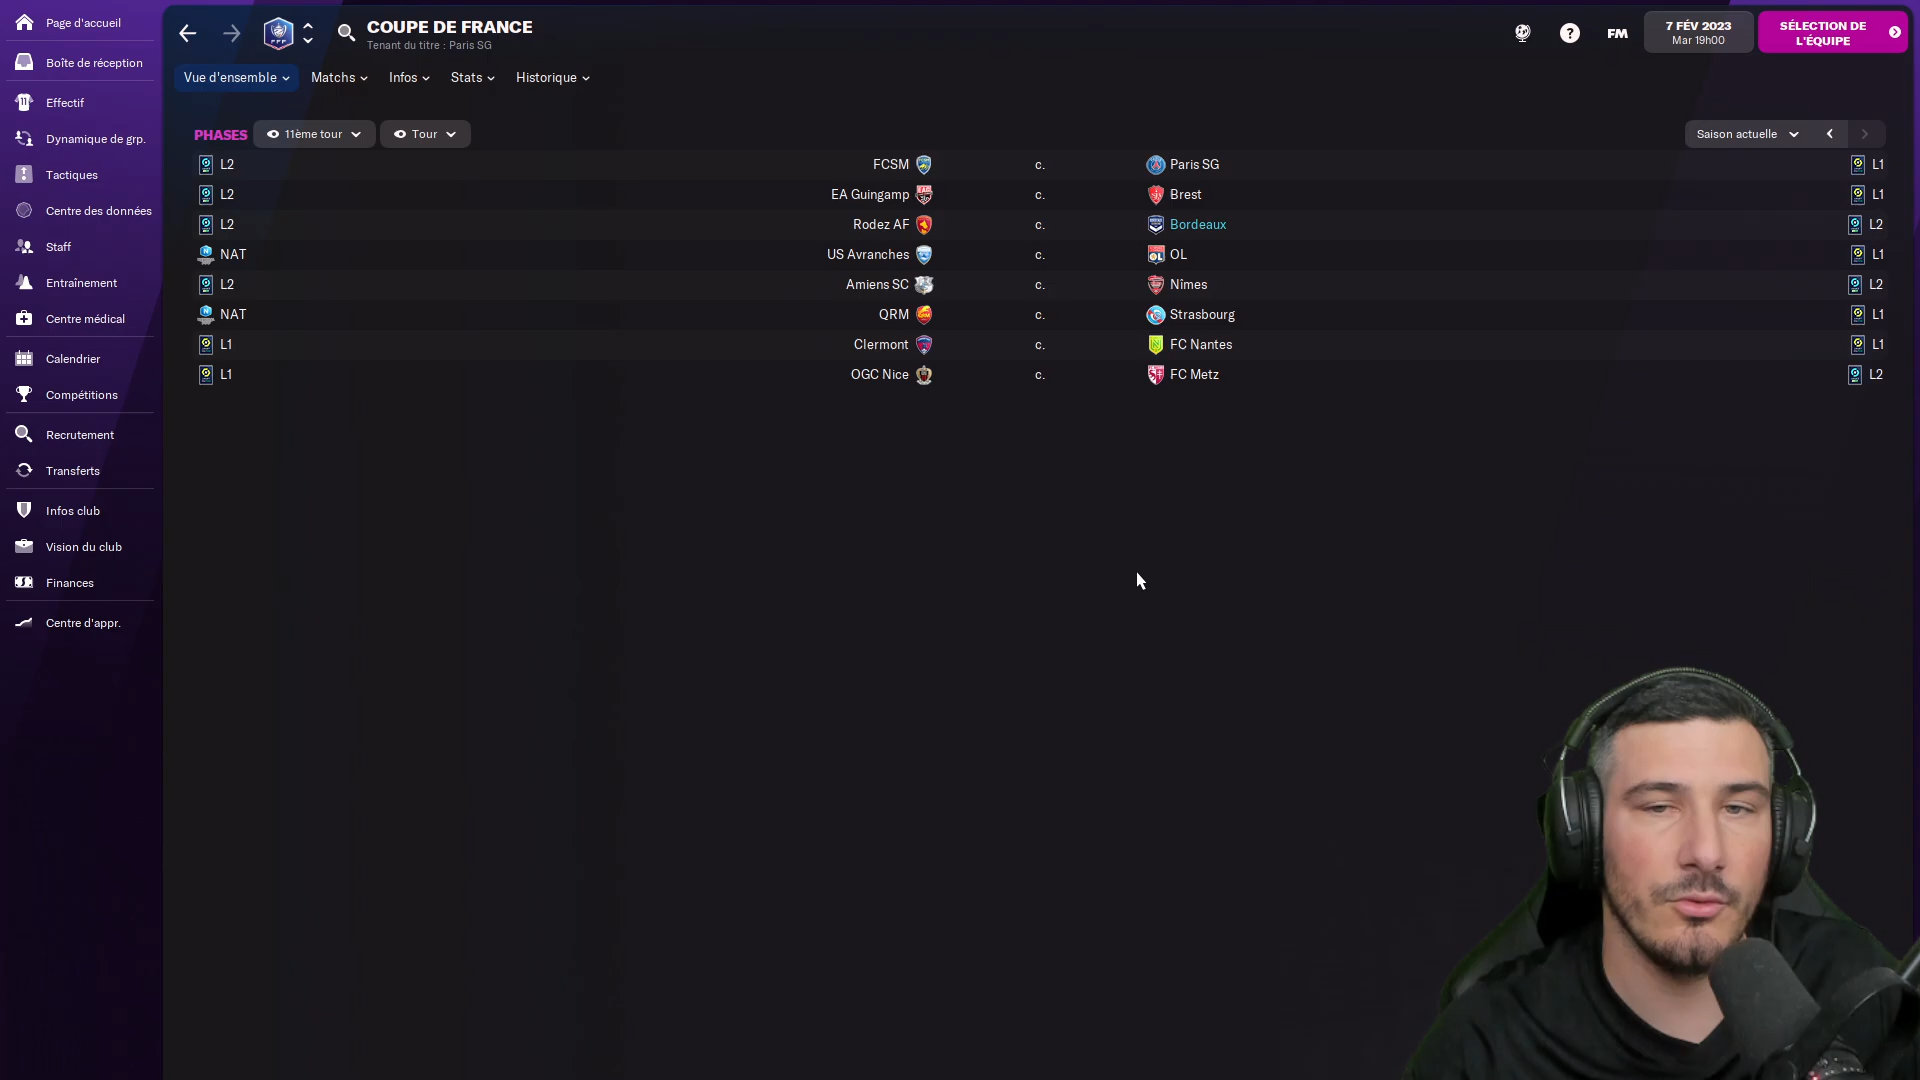 Page d'accueil
Boîte de réception
Effectif
Dynamique de grp.
Tactiques
Centre des données
Staff
Entraînement
Centre médical
Calendrier
Compétitions
Recrutement
Transferts
Infos club
Vision du club
Finances
Centre d'appr.
COUPE DE FRANCE
Tenant du titre : Paris SG
FM
7 FÉV 2023
Mar 19h00
SÉLECTION DE
L'ÉQUIPE
Vue d'ensemble Matchs Infos Stats Historique
PHASES 11ème tour Tour Saison actuelle
L2 FCSM c. Paris SG L1
L2 EA Guingamp c. Brest L1
L2 Rodez AF c. Bordeaux L2
NAT US Avranches c. OL L1
L2 Amiens SC c. Nîmes L2
NAT QRM c. Strasbourg L1
L1 Clermont c. FC Nantes L1
L1 OGC Nice c. FC Metz L2